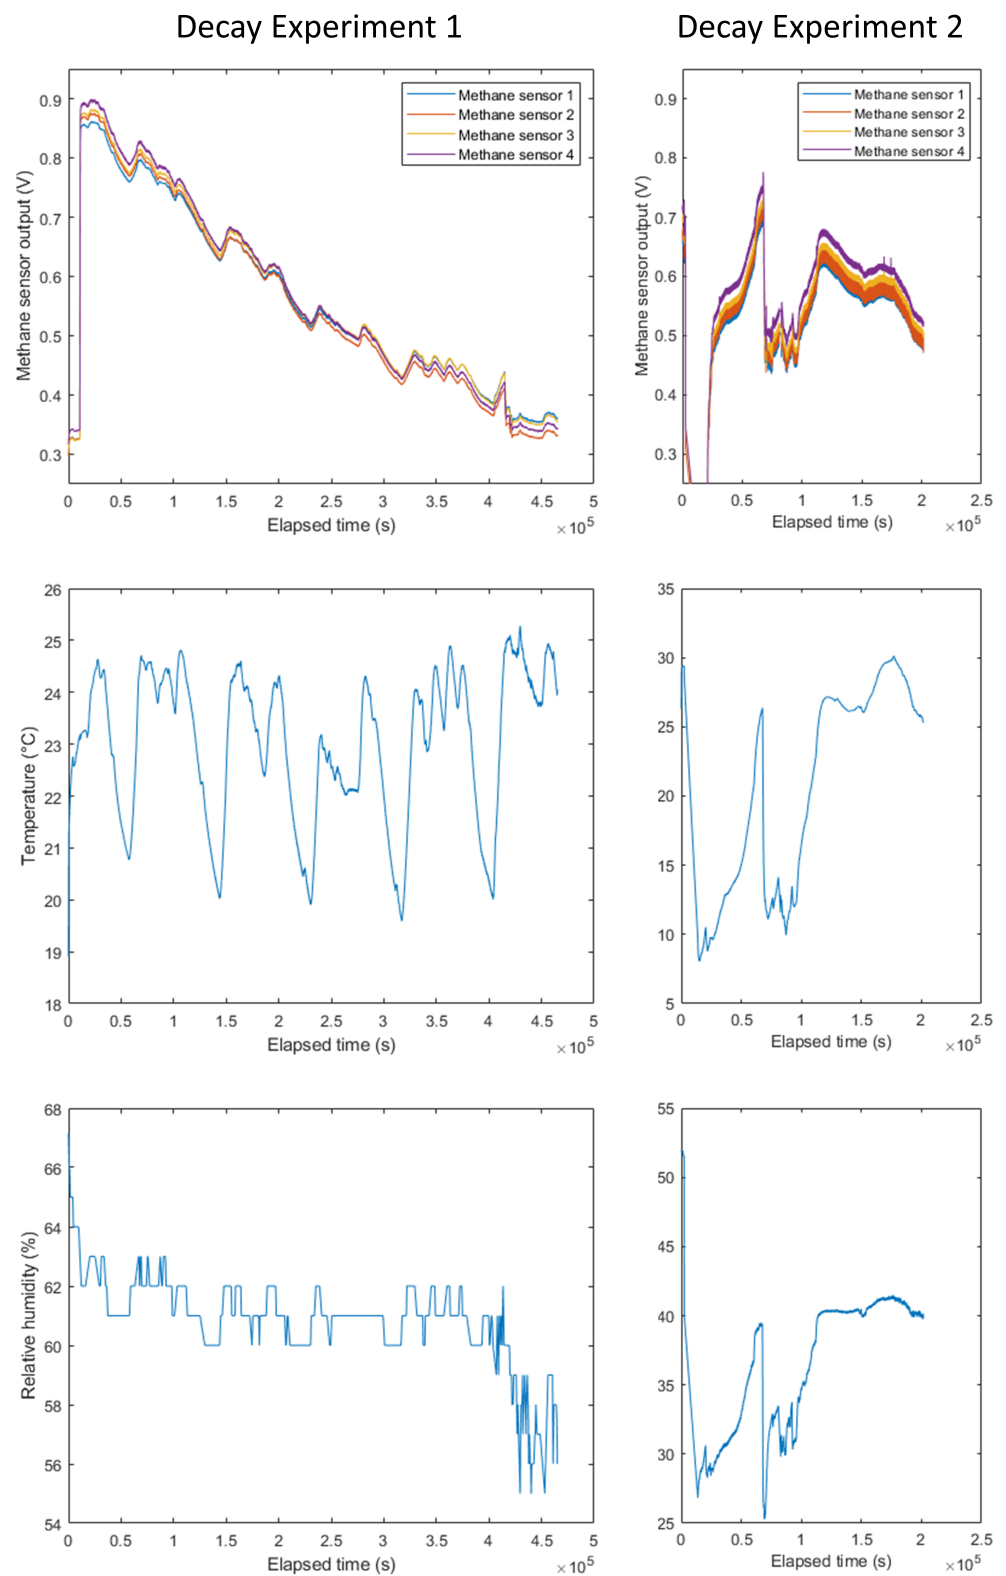 Decay Experiment 1
Decay Experiment 2
Methane sensor output (V)
0.9
0.8
0.7
0.6
0.5
0.4
0.3
Methane sensor 1
Methane sensor 2
Methane sensor 3
Methane sensor 4
0 0.5 1 1.5 2 2.5 3 3.5 4 4.5 5
Elapsed time (s)
×10^5
Methane sensor output (V)
0.9
0.8
0.7
0.6
0.5
0.4
0.3
Methane sensor 1
Methane sensor 2
Methane sensor 3
Methane sensor 4
0 0.5 1 1.5 2 2.5
Elapsed time (s)
×10^5
Temperature (°C)
26
25
24
23
22
21
20
19
18
0 0.5 1 1.5 2 2.5 3 3.5 4 4.5 5
Elapsed time (s)
×10^5
35
30
25
20
15
10
5
0 0.5 1 1.5 2 2.5
Elapsed time (s)
×10^5
Relative humidity (%)
68
66
64
62
60
58
56
54
0 0.5 1 1.5 2 2.5 3 3.5 4 4.5 5
Elapsed time (s)
×10^5
55
50
45
40
35
30
25
0 0.5 1 1.5 2 2.5
Elapsed time (s)
×10^5